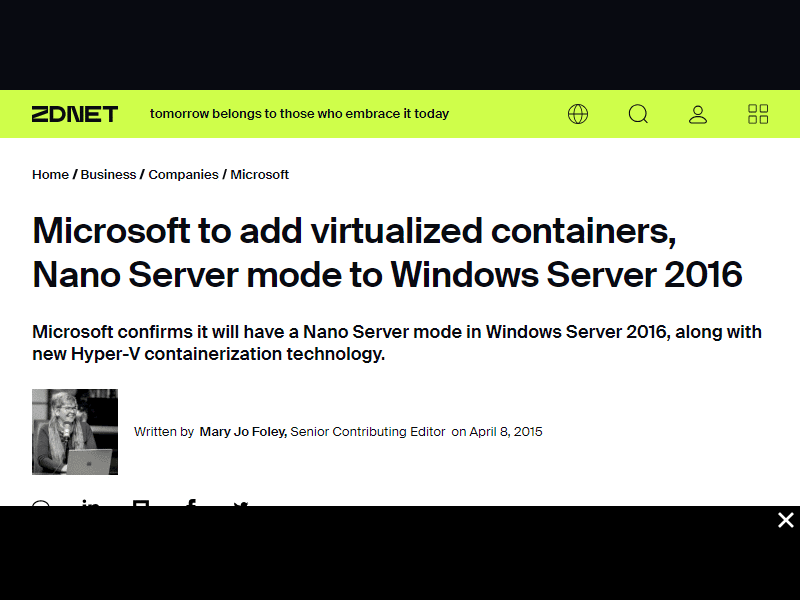 ZDNET tomorrow belongs to those who embrace it today
Home / Business / Companies / Microsoft
Microsoft to add virtualized containers,
Nano Server mode to Windows Server 2016
Microsoft confirms it will have a Nano Server mode in Windows Server 2016, along with
new Hyper-V containerization technology.
Written by Mary Jo Foley, Senior Contributing Editor on April 8, 2015